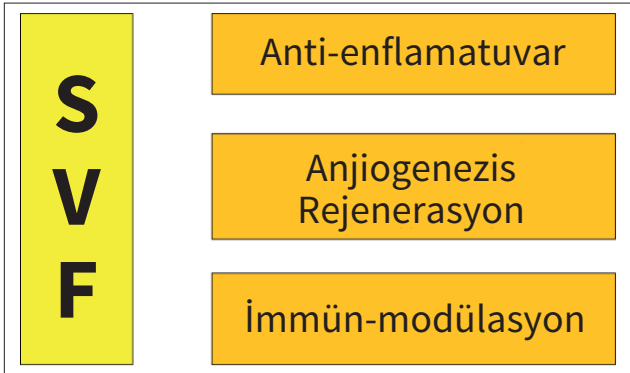 S
V
F
Anti-enflamatuvar
Anjiogenezis
Rejenerasyon
İmmün-modülasyon